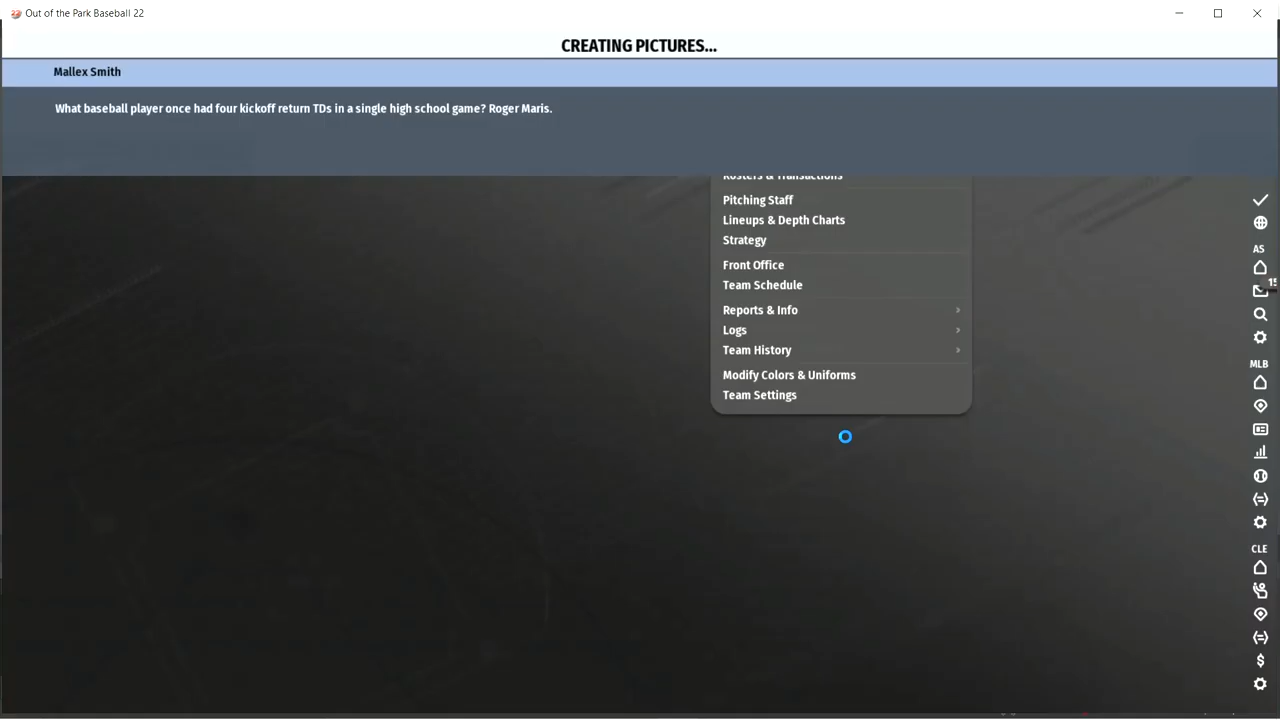 Out of the Park Baseball 22
CREATING PICTURES...
Mallex Smith
What baseball player once had four kickoff return TDs in a single high school game? Roger Maris.
Rosters & Transactions
Pitching Staff
Lineups & Depth Charts
Strategy
Front Office
Team Schedule
Reports & Info
Logs
Team History
Modify Colors & Uniforms
Team Settings
AS
15
MLB
CLE
$